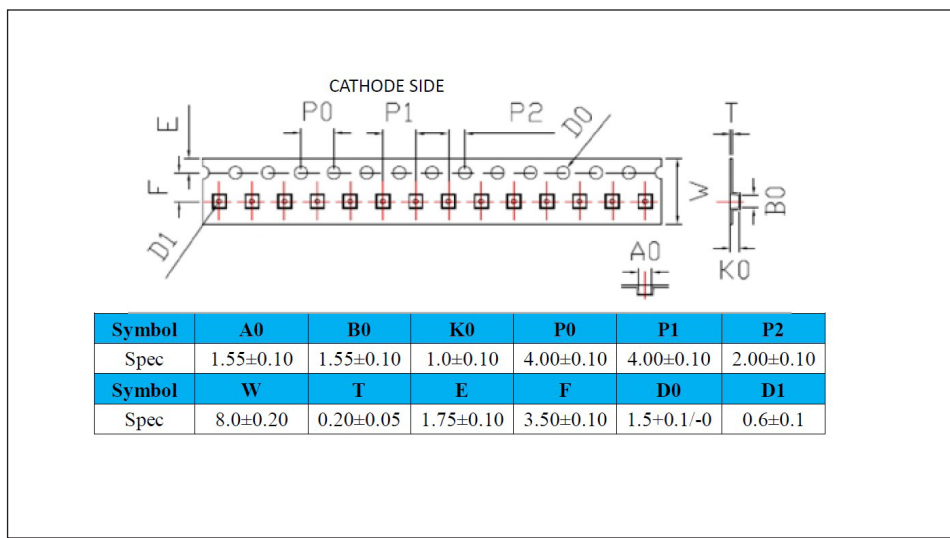 CATHODE SIDE
E P0 P1 P2 D0 T
F W B0
D1 A0 K0
Symbol A0 B0 K0 P0 P1 P2
Spec 1.55±0.10 1.55±0.10 1.0±0.10 4.00±0.10 4.00±0.10 2.00±0.10
Symbol W T E F D0 D1
Spec 8.0±0.20 0.20±0.05 1.75±0.10 3.50±0.10 1.5+0.1/-0 0.6±0.1